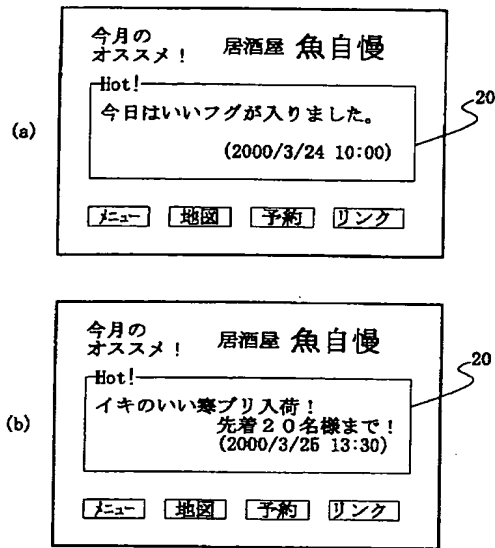 (a)
今月の
オススメ！ 居酒屋 魚自慢
Hot!
今日はいいフグが入りました。
(2000/3/24 10:00)
20
メニュー 地図 予約 リンク
(b)
今月の
オススメ！ 居酒屋 魚自慢
Hot!
イキのいい寒ブリ入荷！
先着２０名様まで！
(2000/3/25 13:30)
20
メニュー 地図 予約 リンク